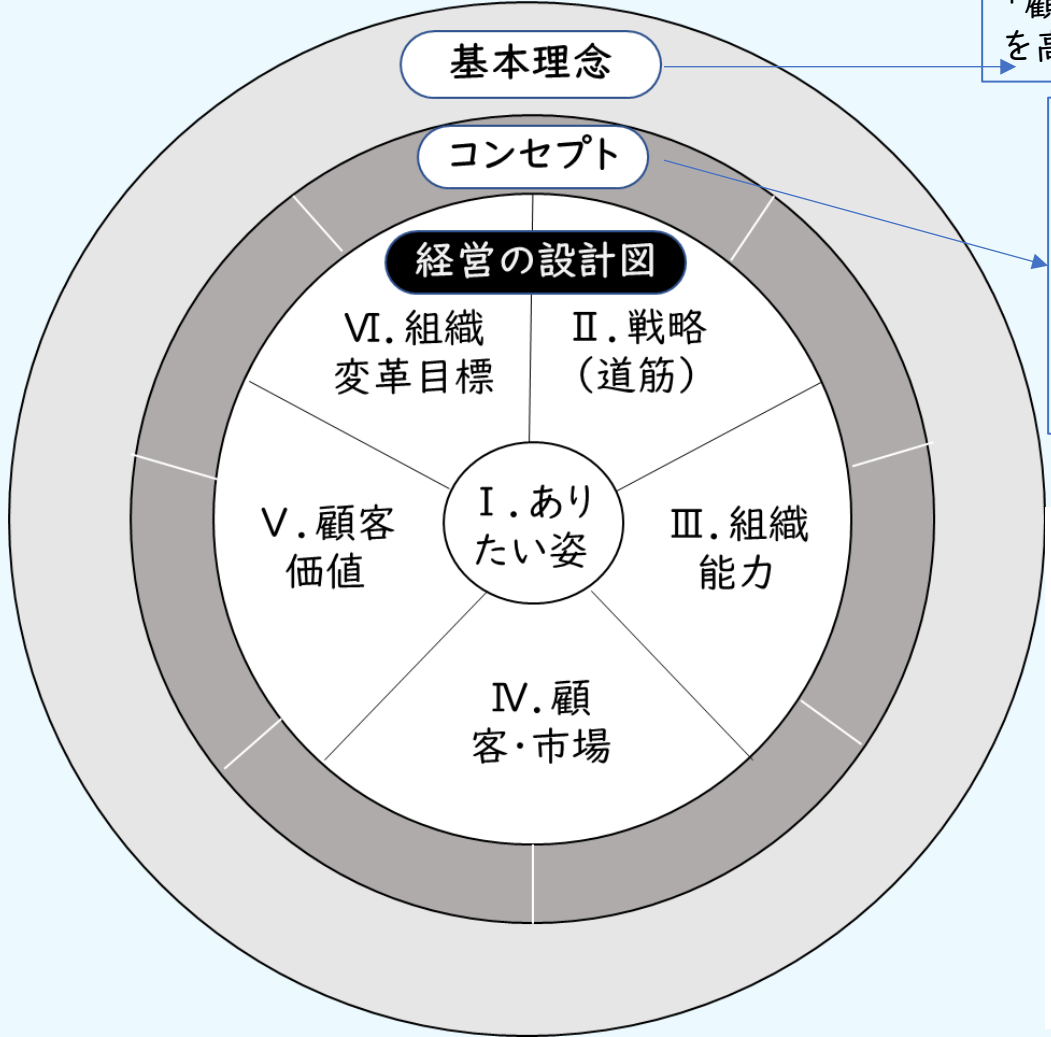 「顧
を高
基本理念
コンセプト
経営の設計図
Ⅵ.組織
変革目標
Ⅱ.戦略
(道筋)
Ⅰ.あり
たい姿
Ⅴ.顧客
価値
Ⅲ.組織
能力
Ⅳ.顧
客・市場